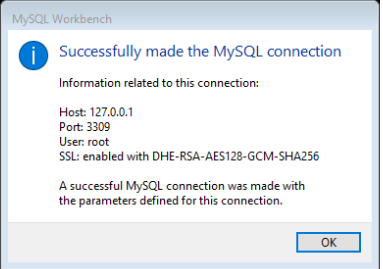 MySQL Workbench
Successfully made the MySQL connection
Information related to this connection:
Host: 127.0.0.1
Port: 3309
User: root
SSL: enabled with DHE-RSA-AES128-GCM-SHA256
A successful MySQL connection was made with
the parameters defined for this connection.
OK